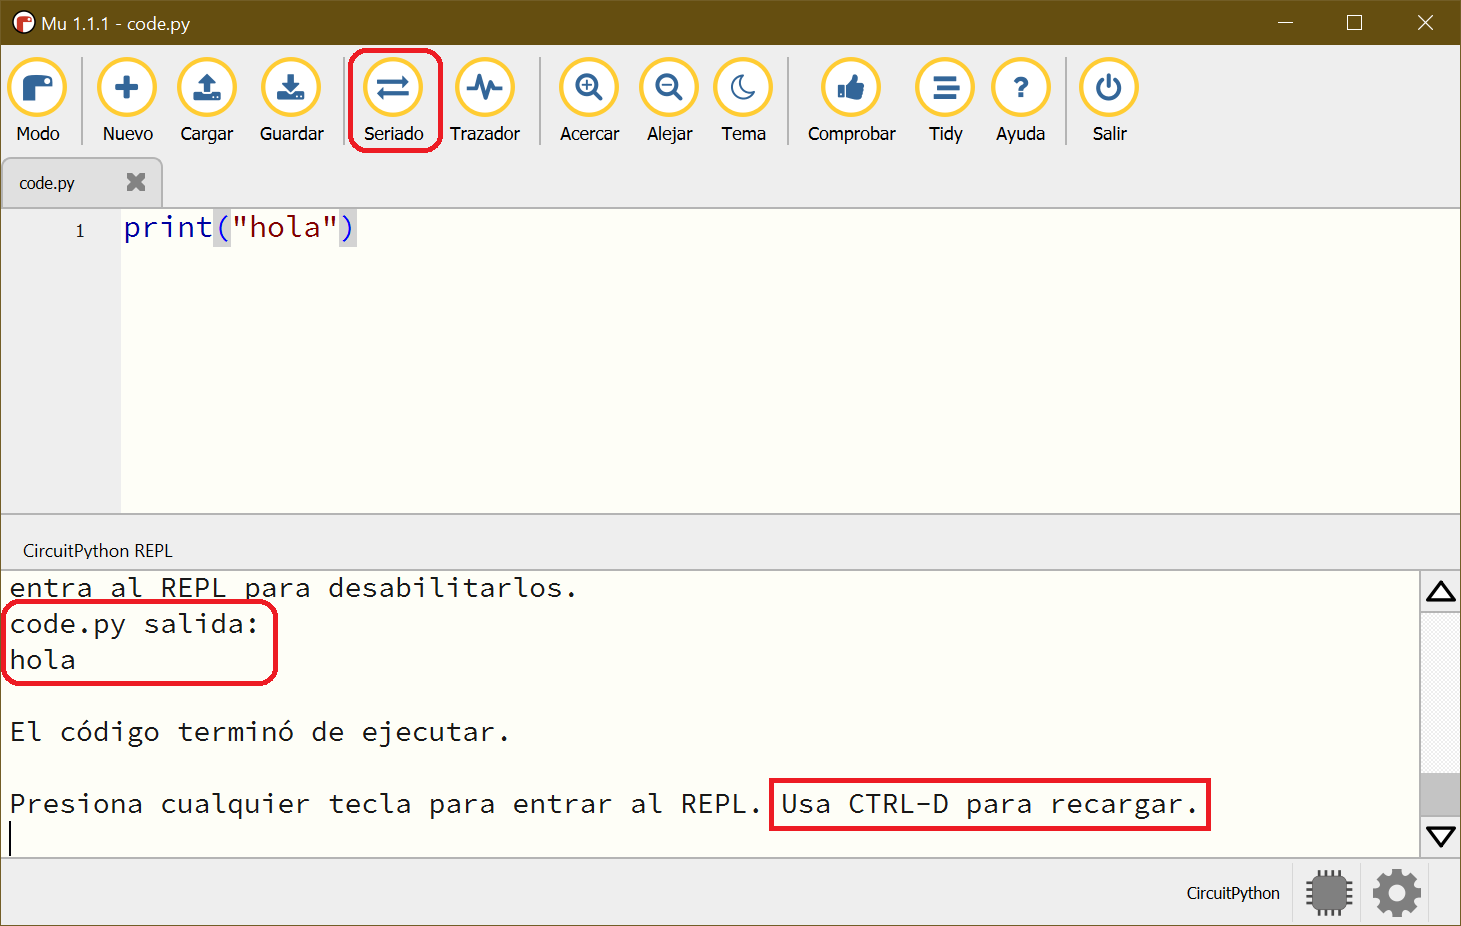 Mu 1.1.1 - code.py
Modo Nuevo Cargar Guardar Seriado Trazador Acercar Alejar Tema Comprobar Tidy Ayuda Salir
code.py
1 print("hola")
CircuitPython REPL
entra al REPL para desabilitarlos.
code.py salida:
hola
El código terminó de ejecutar.
Presiona cualquier tecla para entrar al REPL. Usa CTRL-D para recargar.
CircuitPython